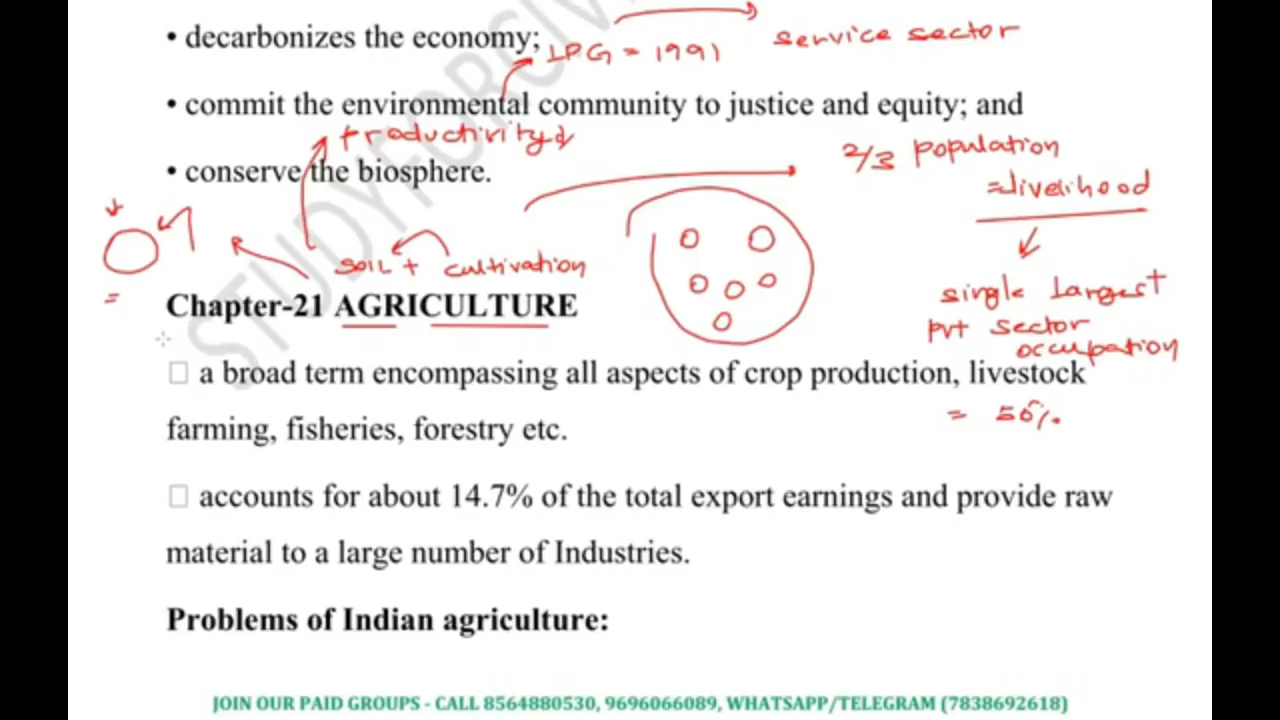 • decarbonizes the economy;
LPG = 1991
service sector
• commit the environmental community to justice and equity; and
productivity
2/3 population
=livelihood
• conserve the biosphere.
soil + cultivation
single largest
pvt sector
occupation
Chapter-21 AGRICULTURE
□ a broad term encompassing all aspects of crop production, livestock
= 50%
farming, fisheries, forestry etc.
□ accounts for about 14.7% of the total export earnings and provide raw
material to a large number of Industries.
Problems of Indian agriculture:
JOIN OUR PAID GROUPS - CALL 8564880530, 9696066089, WHATSAPP/TELEGRAM (7838692618)